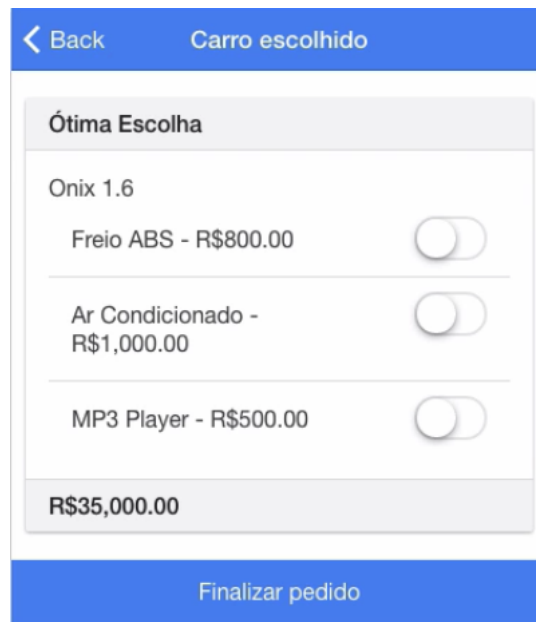 Back Carro escolhido
Ótima Escolha
Onix 1.6
Freio ABS - R$800.00
Ar Condicionado -
R$1,000.00
MP3 Player - R$500.00
R$35,000.00
Finalizar pedido